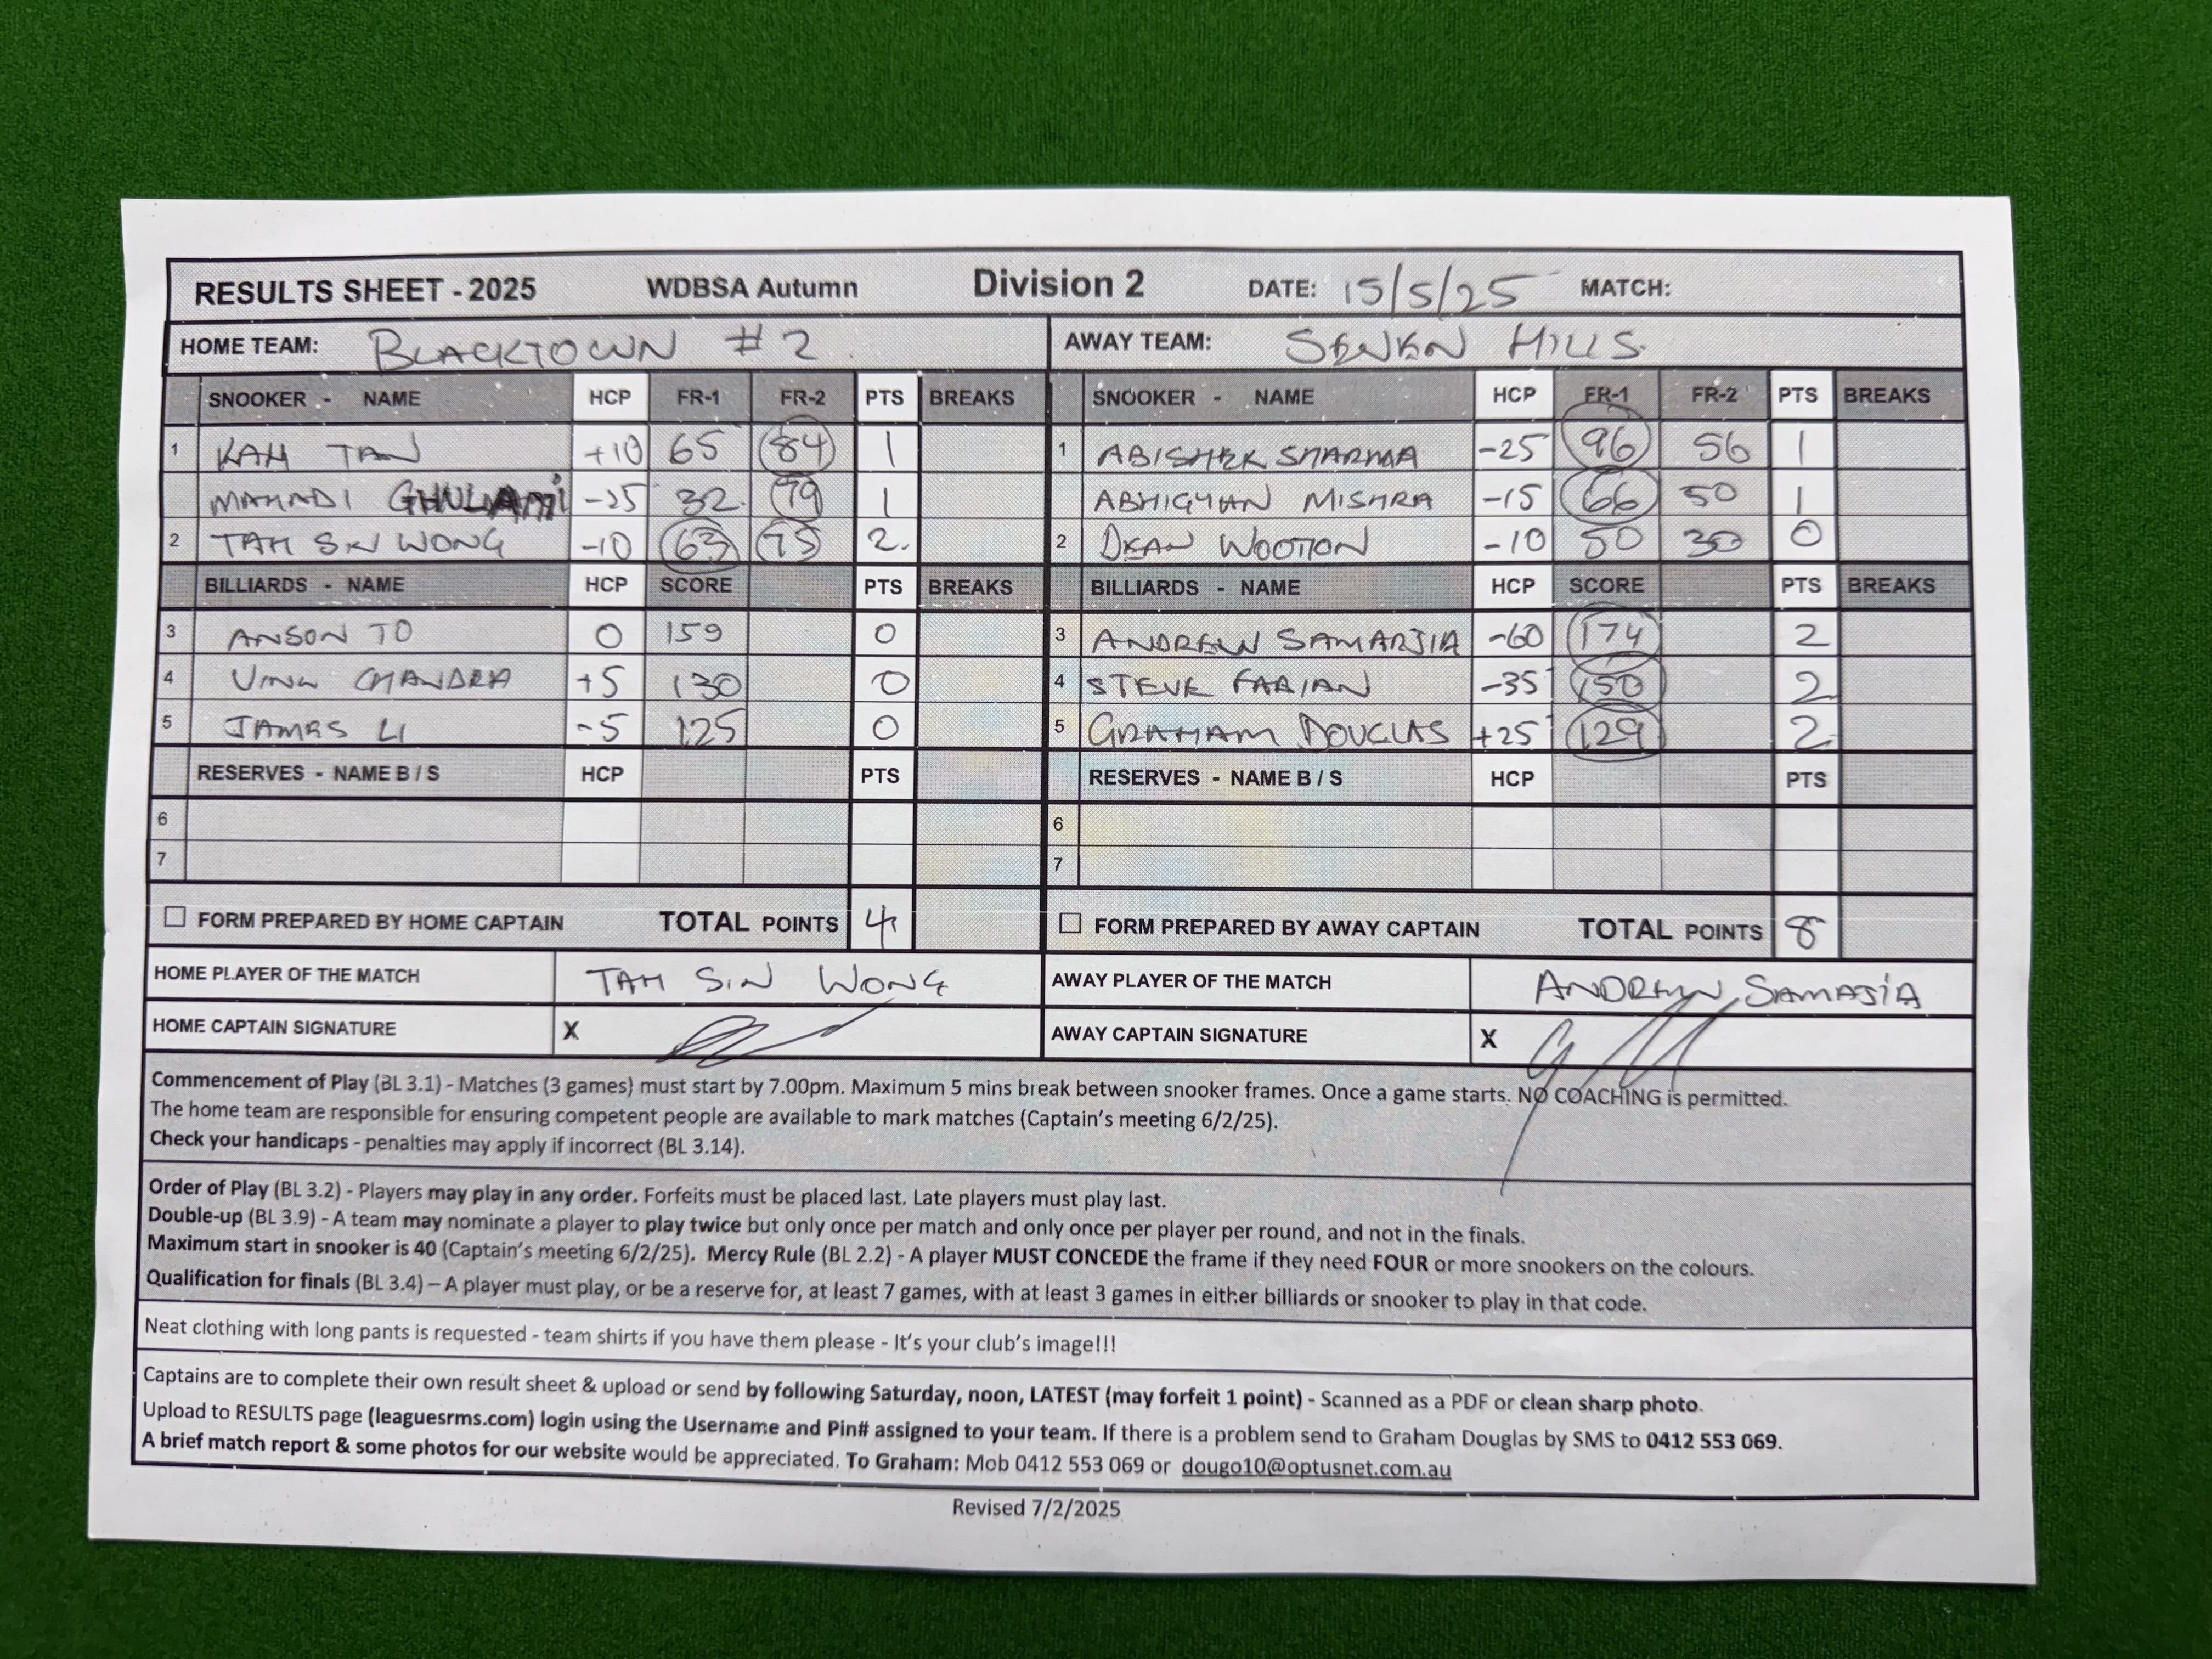 RESULTS SHEET - 2025 WDBSA Autumn Division 2 DATE: 15/5/25 MATCH:
HOME TEAM: BLACKTOWN #2 AWAY TEAM: SEVEN HILLS
SNOOKER - NAME HCP FR-1 FR-2 PTS BREAKS SNOOKER - NAME HCP FR-1 FR-2 PTS BREAKS
1 KAH TAN +10 65 84 1 1 ABISHEK SHARMA -25 96 56 1
MAHADI GHULAMI -25 32 79 1 ABHIGYAN MISHRA -15 66 50 1
2 TAH SIN WONG -10 63 75 2. 2 DEAN WOOTTON -10 50 30 0
BILLIARDS - NAME HCP SCORE PTS BREAKS BILLIARDS - NAME HCP SCORE PTS BREAKS
3 ANSON TO 0 159 0 3 ANDREW SAMARJIA -60 174 2
4 CHANDRA +5 130 0 4 STEVE FABIAN -35 150 2
5 JAMES LI -5 125 0 5 GRAHAM DOUGLAS +25 129 2
RESERVES - NAME B / S HCP PTS RESERVES - NAME B / S HCP PTS
6 6
7 7
FORM PREPARED BY HOME CAPTAIN TOTAL POINTS 4 FORM PREPARED BY AWAY CAPTAIN TOTAL POINTS 8
HOME PLAYER OF THE MATCH TAH SIN WONG AWAY PLAYER OF THE MATCH ANDREW SAMAJIA
HOME CAPTAIN SIGNATURE X AWAY CAPTAIN SIGNATURE X
Commencement of Play (BL 3.1) - Matches (3 games) must start by 7.00pm. Maximum 5 mins break between snooker frames. Once a game starts. NO COACHING is permitted.
The home team are responsible for ensuring competent people are available to mark matches (Captain's meeting 6/2/25).
Check your handicaps - penalties may apply if incorrect (BL 3.14).
Order of Play (BL 3.2) - Players may play in any order. Forfeits must be placed last. Late players must play last.
Double-up (BL 3.9) - A team may nominate a player to play twice but only once per match and only once per player per round, and not in the finals.
Maximum start in snooker is 40 (Captain's meeting 6/2/25). Mercy Rule (BL 2.2) - A player MUST CONCEDE the frame if they need FOUR or more snookers on the colours.
Qualification for finals (BL 3.4) – A player must play, or be a reserve for, at least 7 games, with at least 3 games in either billiards or snooker to play in that code.
Neat clothing with long pants is requested - team shirts if you have them please - It's your club's image!!!
Captains are to complete their own result sheet & upload or send by following Saturday, noon, LATEST (may forfeit 1 point) - Scanned as a PDF or clean sharp photo.
Upload to RESULTS page (leaguesrms.com) login using the Username and Pin# assigned to your team. If there is a problem send to Graham Douglas by SMS to 0412 553 069.
A brief match report & some photos for our website would be appreciated. To Graham: Mob 0412 553 069 or dougo10@optusnet.com.au
Revised 7/2/2025